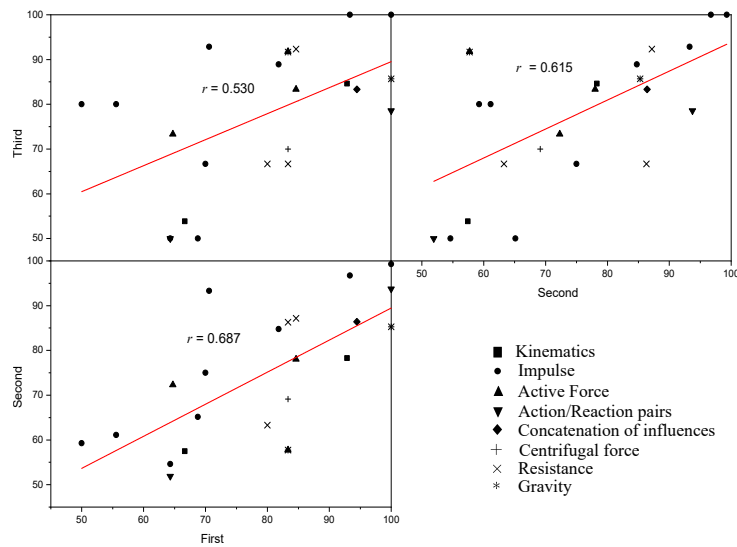 100
90
80
70
60
50
Third
r = 0.530
r = 0.615
50
60
70
80
90
100
Second
100
90
80
70
60
50
Second
r = 0.687
50
60
70
80
90
100
First
Kinematics
Impulse
Active Force
Action/Reaction pairs
Concatenation of influences
Centrifugal force
Resistance
Gravity